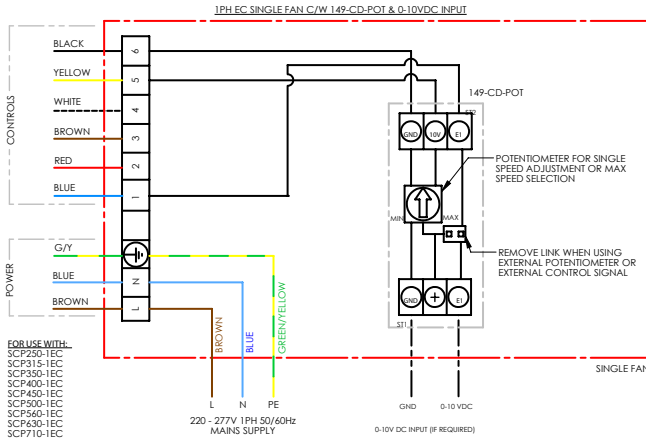 1PH EC SINGLE FAN C/W 149-CD-POT & 0-10VDC INPUT
CONTROLS
BLACK
YELLOW
WHITE
BROWN
RED
BLUE
6
5
4
3
2
1
POWER
G/Y
BLUE
BROWN
N
L
149-CD-POT
ST2
GND
10V
E1
MIN
MAX
POTENTIOMETER FOR SINGLE
SPEED ADJUSTMENT OR MAX
SPEED SELECTION
REMOVE LINK WHEN USING
EXTERNAL POTENTIOMETER OR
EXTERNAL CONTROL SIGNAL
GND
+
E1
ST1
BROWN
BLUE
GREEN/YELLOW
SINGLE FAN
FOR USE WITH:
SCP250-1EC
SCP315-1EC
SCP350-1EC
SCP400-1EC
SCP450-1EC
SCP500-1EC
SCP560-1EC
SCP630-1EC
SCP710-1EC
L
N
PE
220 - 277V 1PH 50/60Hz
MAINS SUPPLY
GND
0-10 VDC
0-10V DC INPUT (IF REQUIRED)